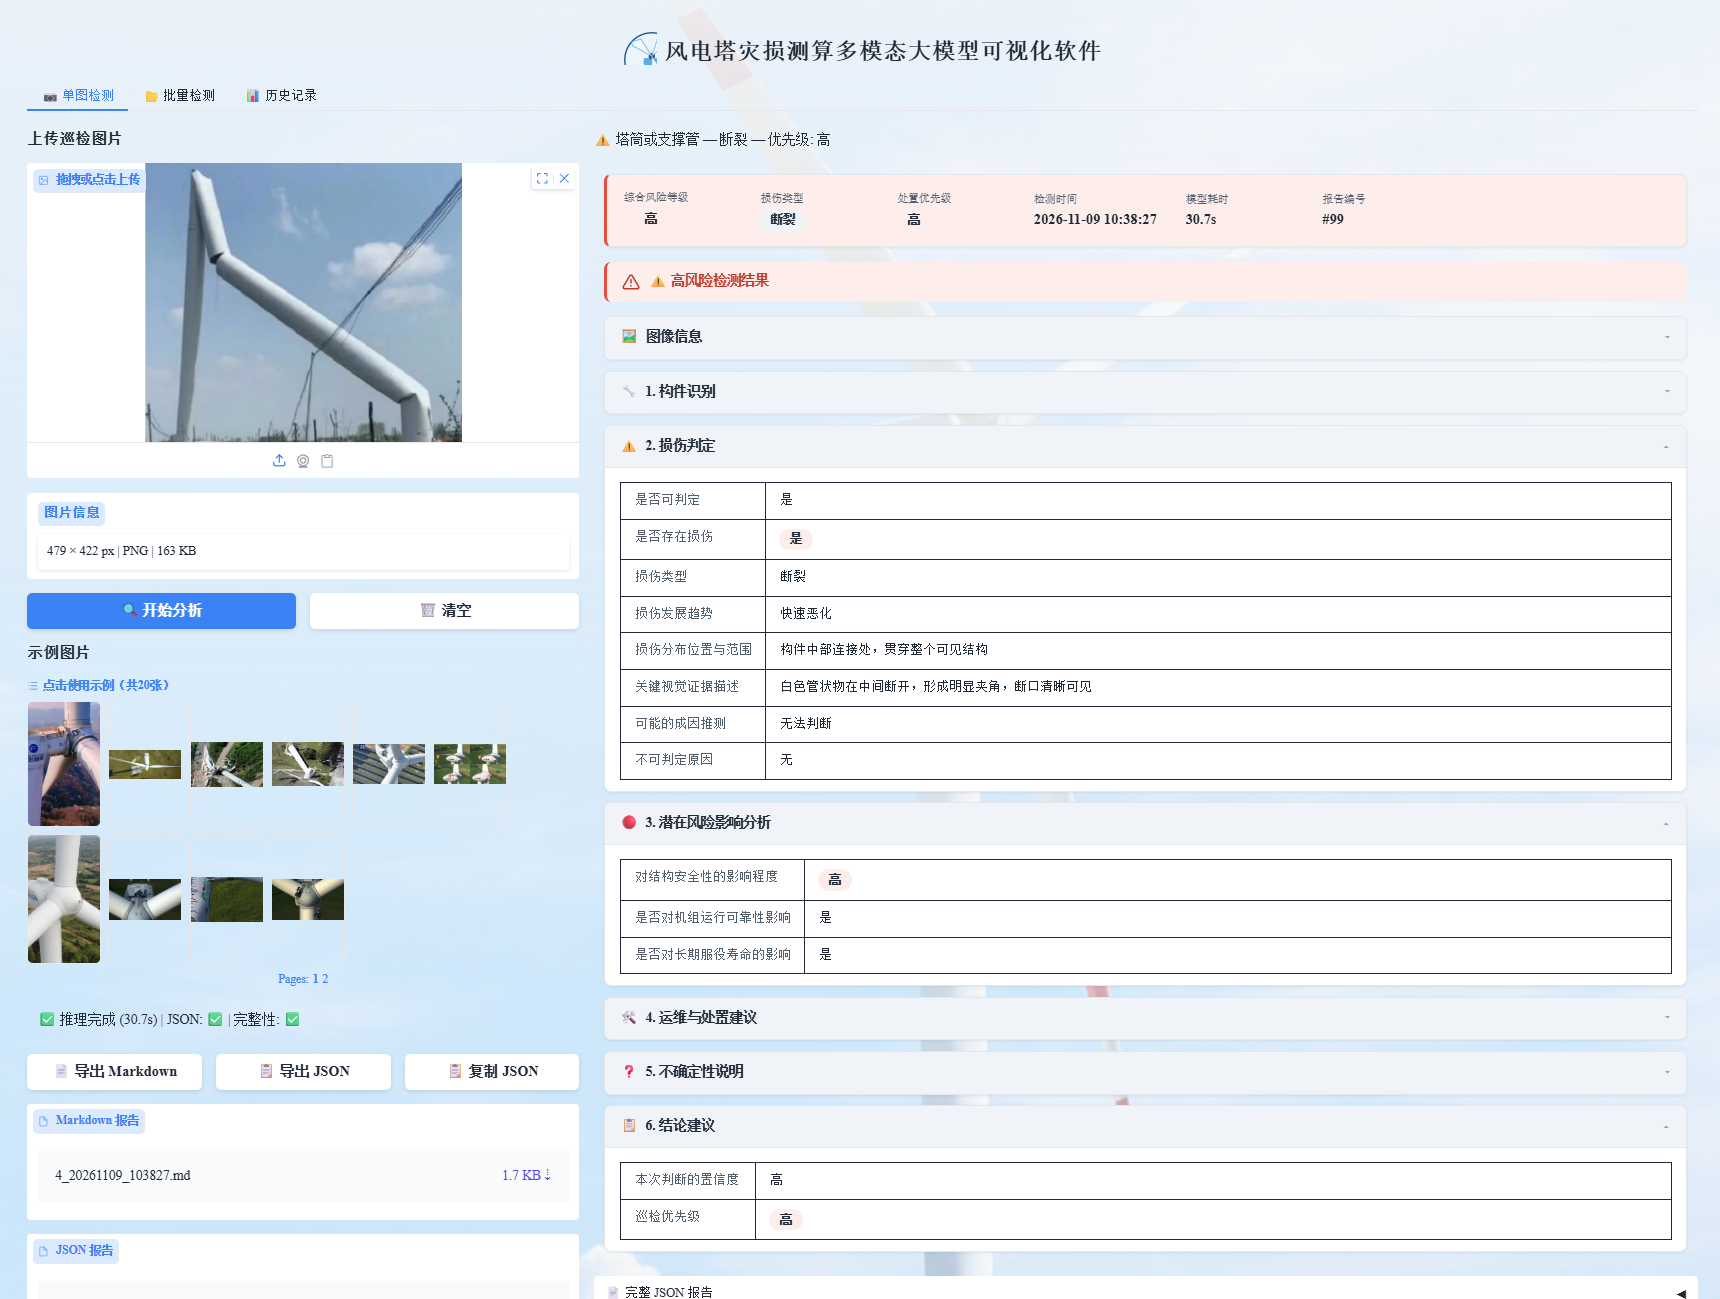 风电塔灾损测算多模态大模型可视化软件
单图检测
批量检测
历史记录
上传巡检图片
拖拽或点击上传
图片信息
479 × 422 px | PNG | 163 KB
开始分析
清空
示例图片
点击使用示例（共20张）
Pages: 1 2
推理完成 (30.7s) | JSON: ✅ | 完整性: ✅
导出 Markdown
导出 JSON
复制 JSON
Markdown 报告
4_20261109_103827.md
1.7 KB ⇣
JSON 报告
塔筒或支撑管 — 断裂 — 优先级: 高
综合风险等级
高
损伤类型
断裂
处置优先级
高
检测时间
2026-11-09 10:38:27
模型耗时
30.7s
报告编号
#99
高风险检测结果
图像信息
1. 构件识别
2. 损伤判定
是否可判定 是
是否存在损伤 是
损伤类型 断裂
损伤发展趋势 快速恶化
损伤分布位置与范围 构件中部连接处，贯穿整个可见结构
关键视觉证据描述 白色管状物在中间断开，形成明显夹角，断口清晰可见
可能的成因推测 无法判断
不可判定原因 无
3. 潜在风险影响分析
对结构安全性的影响程度 高
是否对机组运行可靠性影响 是
是否对长期服役寿命的影响 是
4. 运维与处置建议
5. 不确定性说明
6. 结论建议
本次判断的置信度 高
巡检优先级 高
完整 JSON 报告